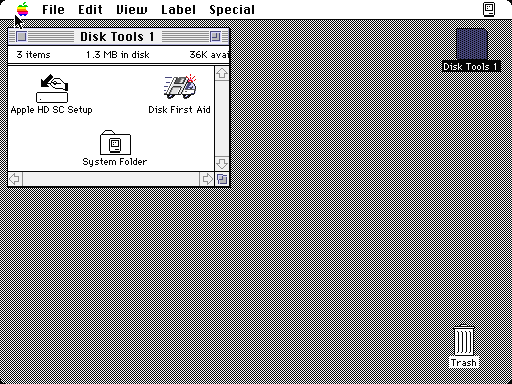 File Edit View Label Special
Disk Tools 1
3 items 1.3 MB in disk 36K avai
Apple HD SC Setup
Disk First Aid
System Folder
Disk Tools 1
Trash